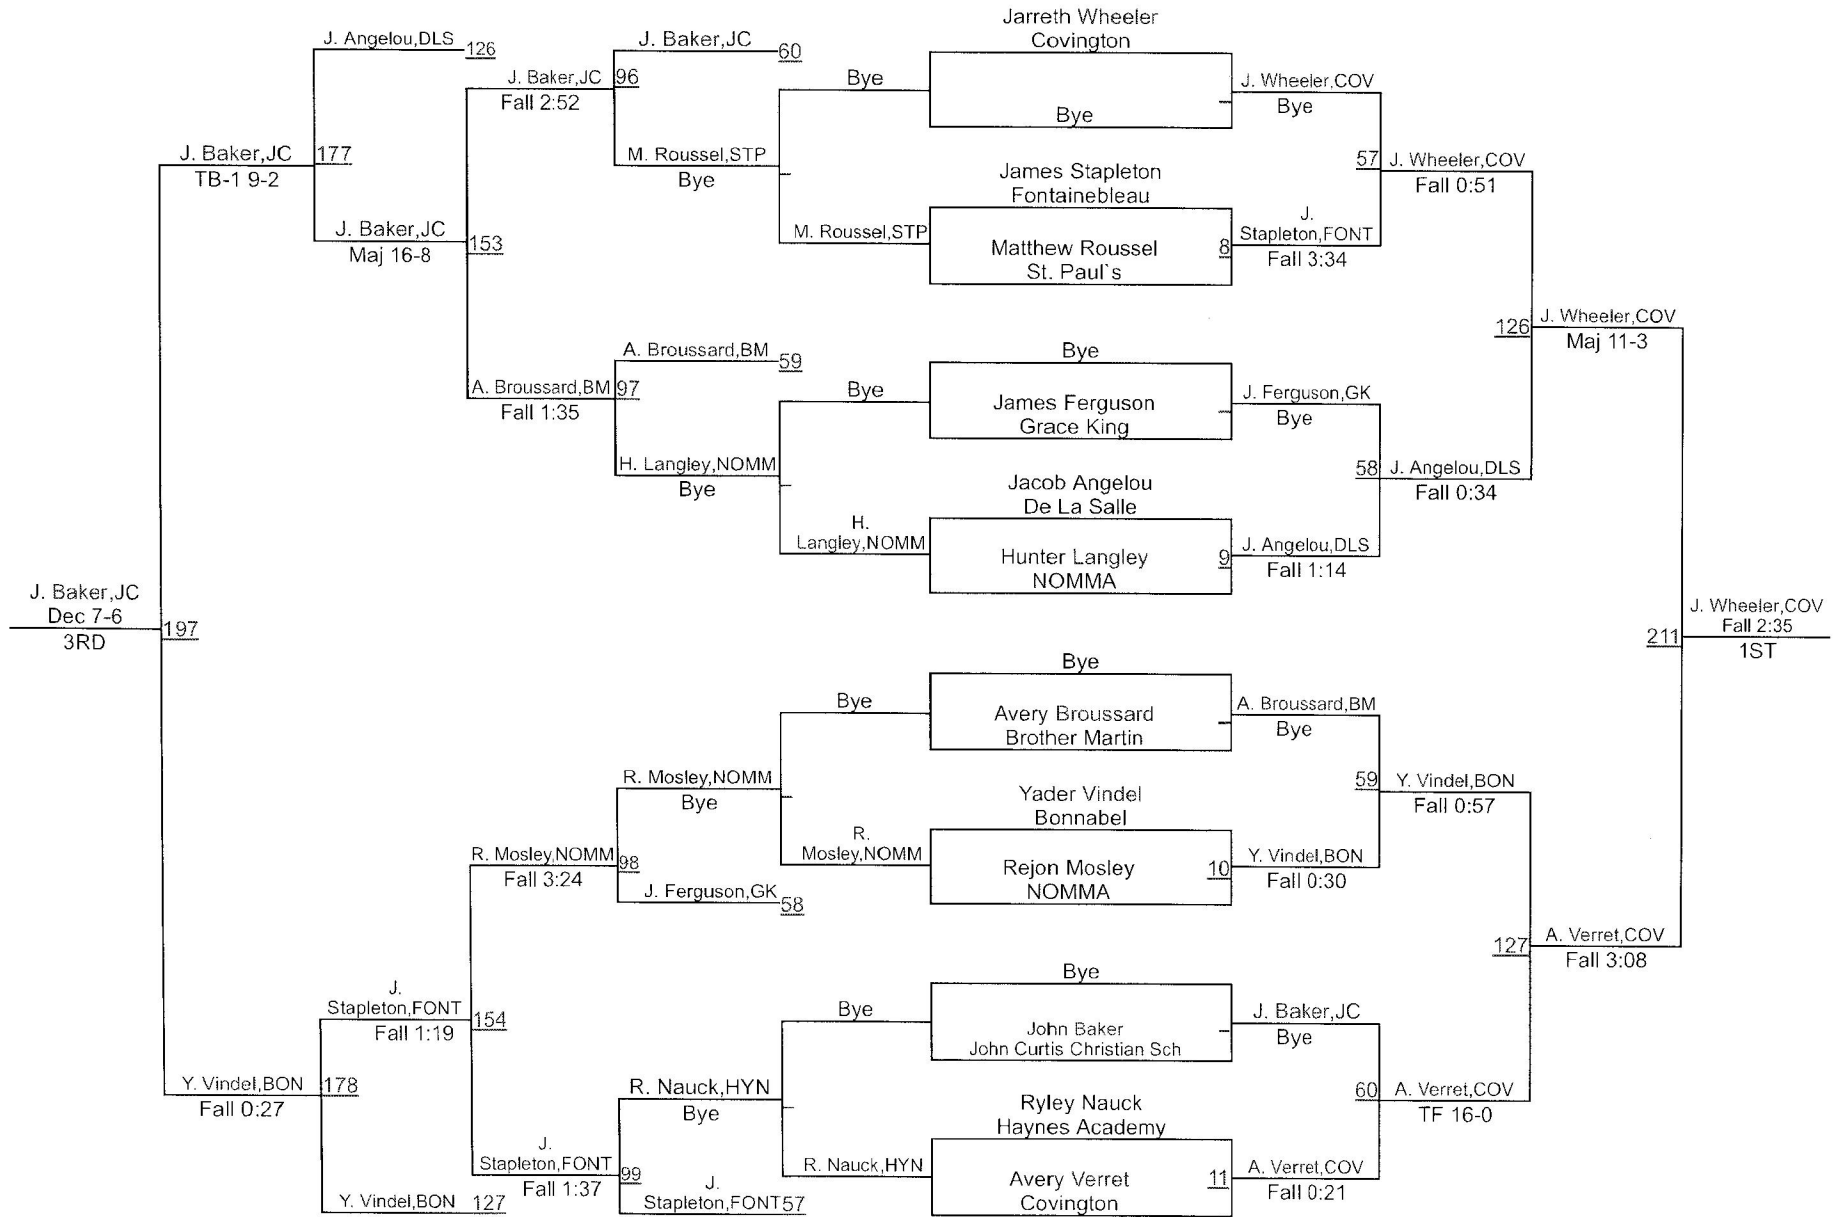 Jarreth Wheeler
Covington
Bye
James Stapleton
Fontainebleau
Matthew Roussel
St. Paul`s
8
Bye
James Ferguson
Grace King
Jacob Angelou
De La Salle
Hunter Langley
NOMMA
9
Bye
Avery Broussard
Brother Martin
Yader Vindel
Bonnabel
Rejon Mosley
NOMMA
10
Bye
John Baker
John Curtis Christian Sch
Ryley Nauck
Haynes Academy
Avery Verret
Covington
11
J. Wheeler,COV
Bye
J.
Stapleton,FONT
Fall 3:34
J. Ferguson,GK
Bye
J. Angelou,DLS
Fall 1:14
A. Broussard,BM
Bye
Y. Vindel,BON
Fall 0:30
J. Baker,JC
Bye
A. Verret,COV
Fall 0:21
57
J. Wheeler,COV
Fall 0:51
58
J. Angelou,DLS
Fall 0:34
59
Y. Vindel,BON
Fall 0:57
60
A. Verret,COV
TF 16-0
126
J. Wheeler,COV
Maj 11-3
127
A. Verret,COV
Fall 3:08
211
J. Wheeler,COV
Fall 2:35
1ST
Bye
M. Roussel,STP
Bye
H.
Langley,NOMM
Bye
R.
Mosley,NOMM
Bye
R. Nauck,HYN
J. Baker,JC
60
M. Roussel,STP
Bye
A. Broussard,BM
59
H. Langley,NOMM
Bye
R. Mosley,NOMM
Bye
J. Ferguson,GK
58
R. Nauck,HYN
Bye
J.
Stapleton,FONT
57
J. Baker,JC
96
Fall 2:52
A. Broussard,BM
97
Fall 1:35
R. Mosley,NOMM
98
Fall 3:24
J.
Stapleton,FONT
99
Fall 1:37
J. Angelou,DLS
126
J. Baker,JC
153
Maj 16-8
J.
Stapleton,FONT
154
Fall 1:19
Y. Vindel,BON
127
J. Baker,JC
177
TB-1 9-2
Y. Vindel,BON
178
Fall 0:27
J. Baker,JC
Dec 7-6
197
3RD